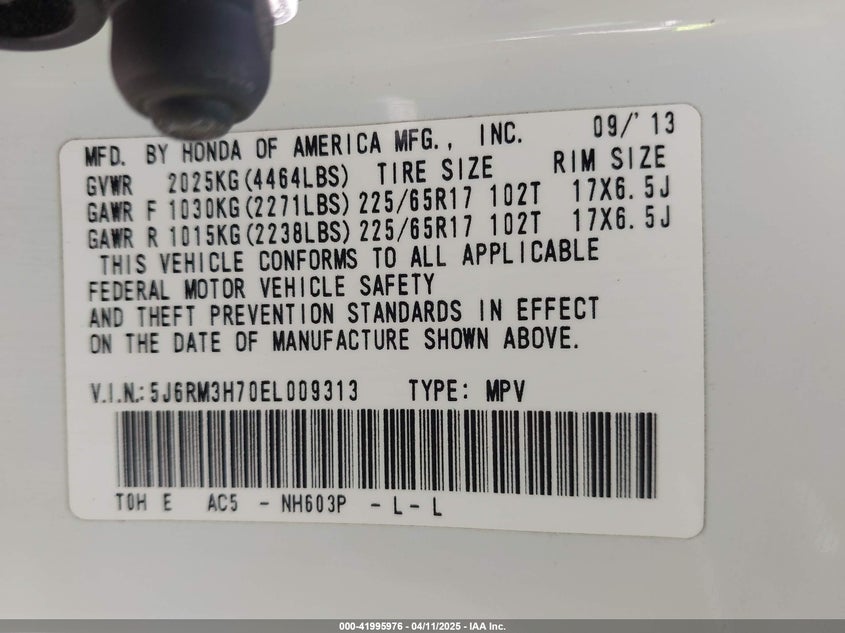 MFD. BY HONDA OF AMERICA MFG., INC. 09/'13
GVWR 2025KG(4464LBS) TIRE SIZE RIM SIZE
GAWR F 1030KG(2271LBS) 225/65R17 102T 17X6.5J
GAWR R 1015KG(2238LBS) 225/65R17 102T 17X6.5J
THIS VEHICLE CONFORMS TO ALL APPLICABLE
FEDERAL MOTOR VEHICLE SAFETY
AND THEFT PREVENTION STANDARDS IN EFFECT
ON THE DATE OF MANUFACTURE SHOWN ABOVE.
V.I.N.: 5J6RM3H70EL009313 TYPE: MPV
TOH E AC5 - NH603P - L - L
000-41995976 - 04/11/2025 - IAA Inc.